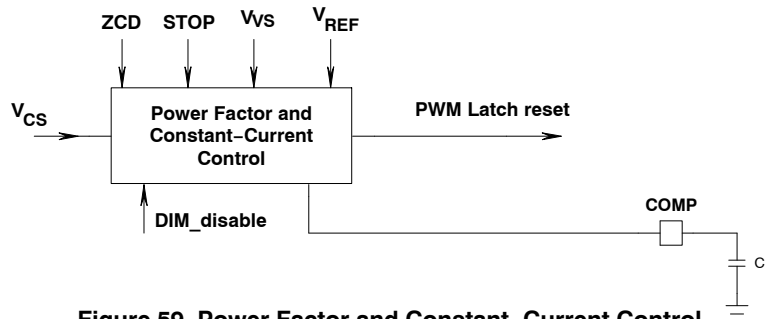 ZCD STOP VVS VREF
VCS
Power Factor and
Constant−Current
Control
PWM Latch reset
DIM_disable
COMP
C
Figure 59. Power Factor and Constant−Current Control